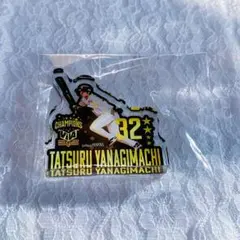 CHAMPIONS
32
TATSURU YANAGIMACHI
TATSURU YANAGIMACHI